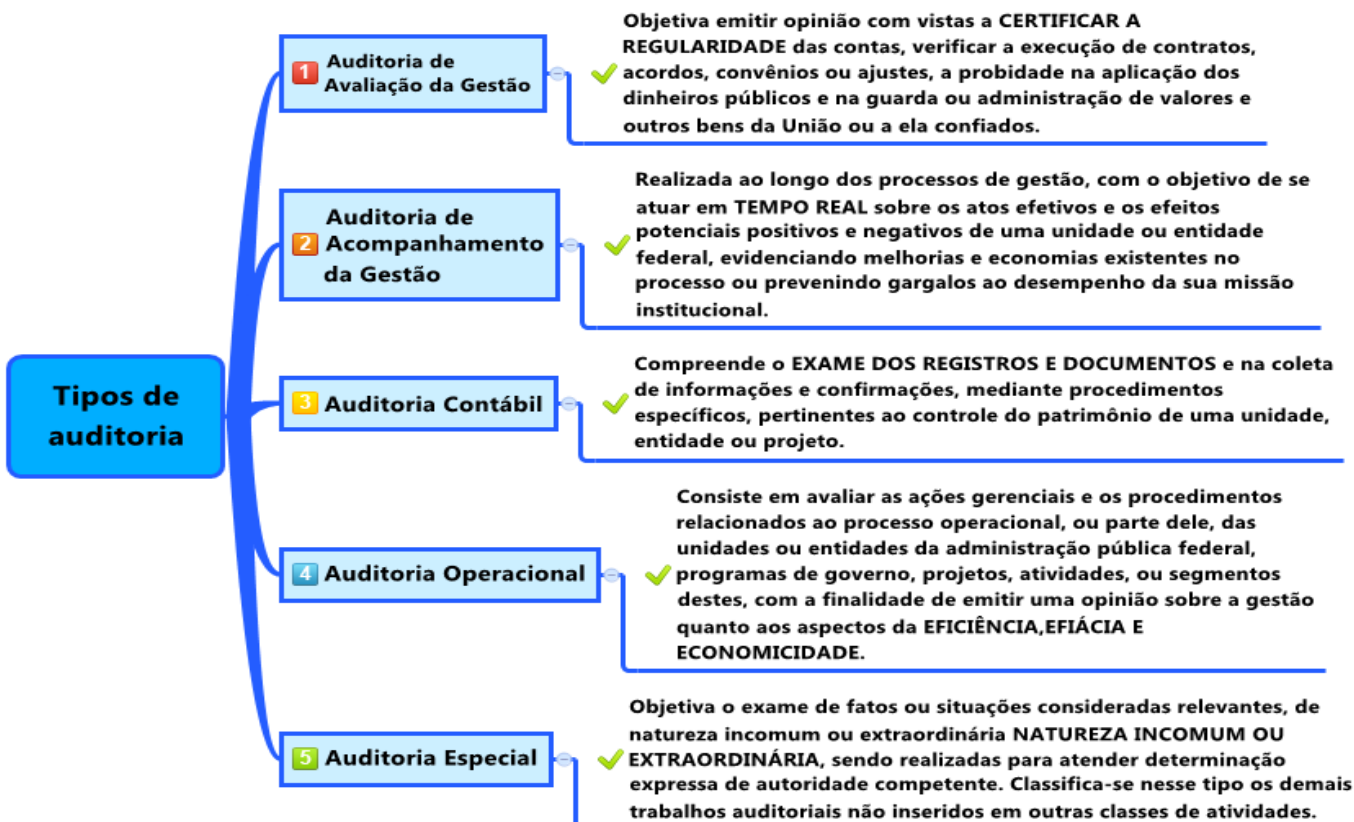 Tipos de
auditoria
1 Auditoria de
Avaliação da Gestão
Objetiva emitir opinião com vistas a CERTIFICAR A
REGULARIDADE das contas, verificar a execução de contratos,
acordos, convênios ou ajustes, a probidade na aplicação dos
dinheiros públicos e na guarda ou administração de valores e
outros bens da União ou a ela confiados.
2 Auditoria de
Acompanhamento
da Gestão
Realizada ao longo dos processos de gestão, com o objetivo de se
atuar em TEMPO REAL sobre os atos efetivos e os efeitos
potenciais positivos e negativos de uma unidade ou entidade
federal, evidenciando melhorias e economias existentes no
processo ou prevenindo gargalos ao desempenho da sua missão
institucional.
3 Auditoria Contábil
Compreende o EXAME DOS REGISTROS E DOCUMENTOS e na coleta
de informações e confirmações, mediante procedimentos
específicos, pertinentes ao controle do patrimônio de uma unidade,
entidade ou projeto.
4 Auditoria Operacional
Consiste em avaliar as ações gerenciais e os procedimentos
relacionados ao processo operacional, ou parte dele, das
unidades ou entidades da administração pública federal,
programas de governo, projetos, atividades, ou segmentos
destes, com a finalidade de emitir uma opinião sobre a gestão
quanto aos aspectos da EFICIÊNCIA,EFIÁCIA E
ECONOMICIDADE.
5 Auditoria Especial
Objetiva o exame de fatos ou situações consideradas relevantes, de
natureza incomum ou extraordinária NATUREZA INCOMUM OU
EXTRAORDINÁRIA, sendo realizadas para atender determinação
expressa de autoridade competente. Classifica-se nesse tipo os demais
trabalhos auditoriais não inseridos em outras classes de atividades.